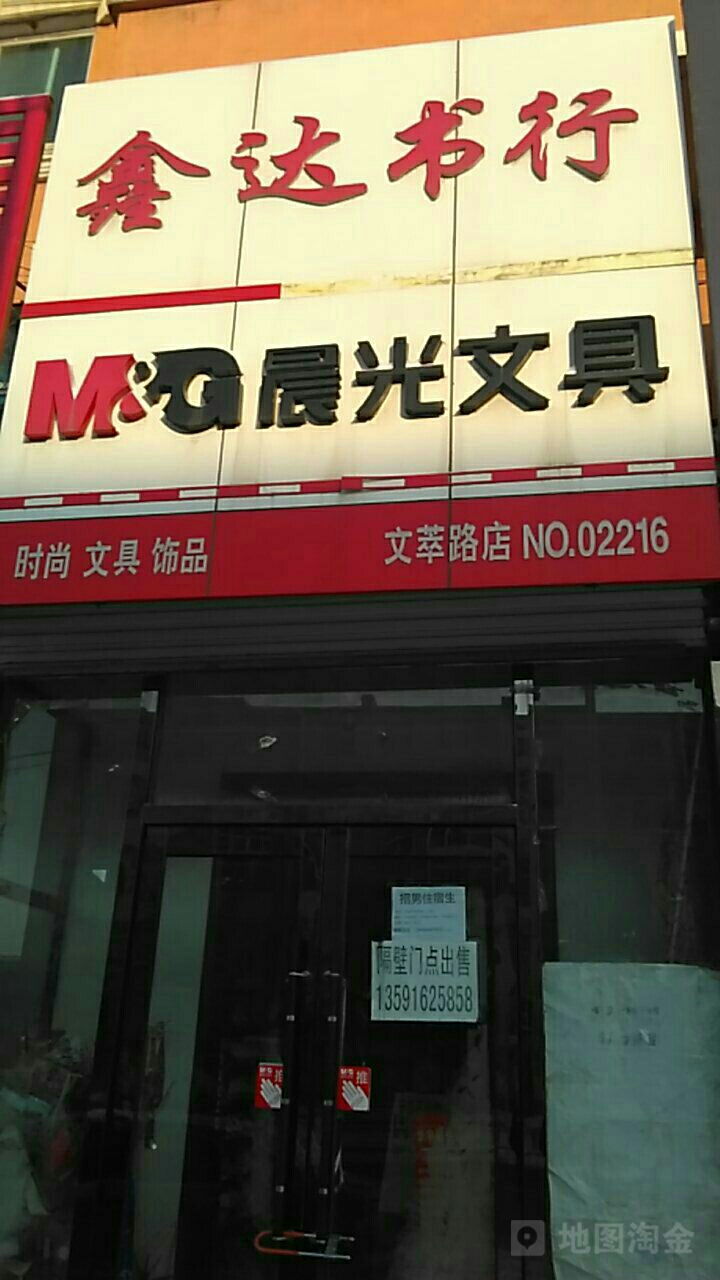 鑫达书行
M&G 晨光文具
时尚 文具 饰品
文萃路店 NO.02216
招男住宿生
隔壁门点出售
13591625858
M&G 推
M&G 推
地图淘金